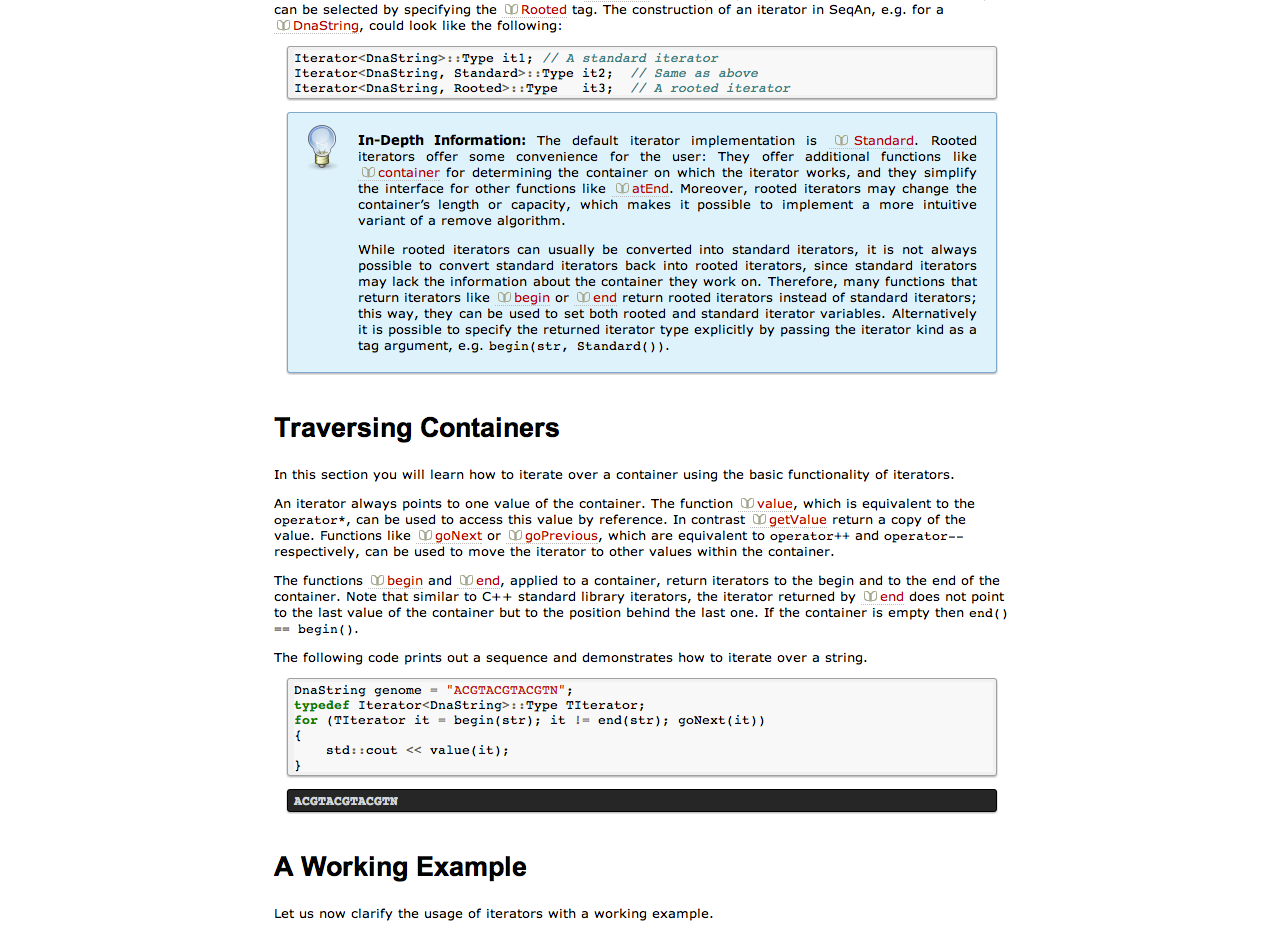 can be selected by specifying the Rooted tag. The construction of an iterator in SeqAn, e.g. for a
DnaString, could look like the following:
Iterator<DnaString>::Type it1; // A standard iterator
Iterator<DnaString, Standard>::Type it2;  // Same as above
Iterator<DnaString, Rooted>::Type   it3;  // A rooted iterator
In-Depth Information: The default iterator implementation is Standard. Rooted
iterators offer some convenience for the user: They offer additional functions like
container for determining the container on which the iterator works, and they simplify
the interface for other functions like atEnd. Moreover, rooted iterators may change the
container’s length or capacity, which makes it possible to implement a more intuitive
variant of a remove algorithm.
While rooted iterators can usually be converted into standard iterators, it is not always
possible to convert standard iterators back into rooted iterators, since standard iterators
may lack the information about the container they work on. Therefore, many functions that
return iterators like begin or end return rooted iterators instead of standard iterators;
this way, they can be used to set both rooted and standard iterator variables. Alternatively
it is possible to specify the returned iterator type explicitly by passing the iterator kind as a
tag argument, e.g. begin(str, Standard()).
Traversing Containers
In this section you will learn how to iterate over a container using the basic functionality of iterators.
An iterator always points to one value of the container. The function value, which is equivalent to the
operator*, can be used to access this value by reference. In contrast getValue return a copy of the
value. Functions like goNext or goPrevious, which are equivalent to operator++ and operator--
respectively, can be used to move the iterator to other values within the container.
The functions begin and end, applied to a container, return iterators to the begin and to the end of the
container. Note that similar to C++ standard library iterators, the iterator returned by end does not point
to the last value of the container but to the position behind the last one. If the container is empty then end()
== begin().
The following code prints out a sequence and demonstrates how to iterate over a string.
DnaString genome = "ACGTACGTACGTN";
typedef Iterator<DnaString>::Type TIterator;
for (TIterator it = begin(str); it != end(str); goNext(it))
{
    std::cout << value(it);
}
ACGTACGTACGTN
A Working Example
Let us now clarify the usage of iterators with a working example.